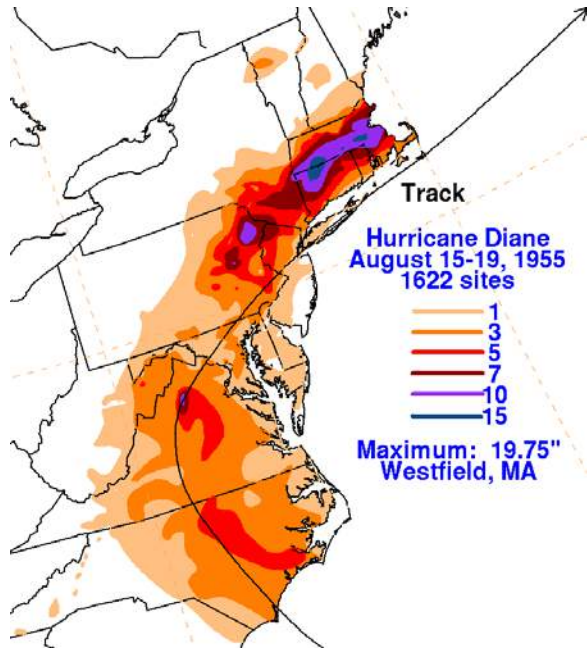 Track
Hurricane Diane
August 15-19, 1955
1622 sites
1
3
5
7
10
15
Maximum: 19.75"
Westfield, MA